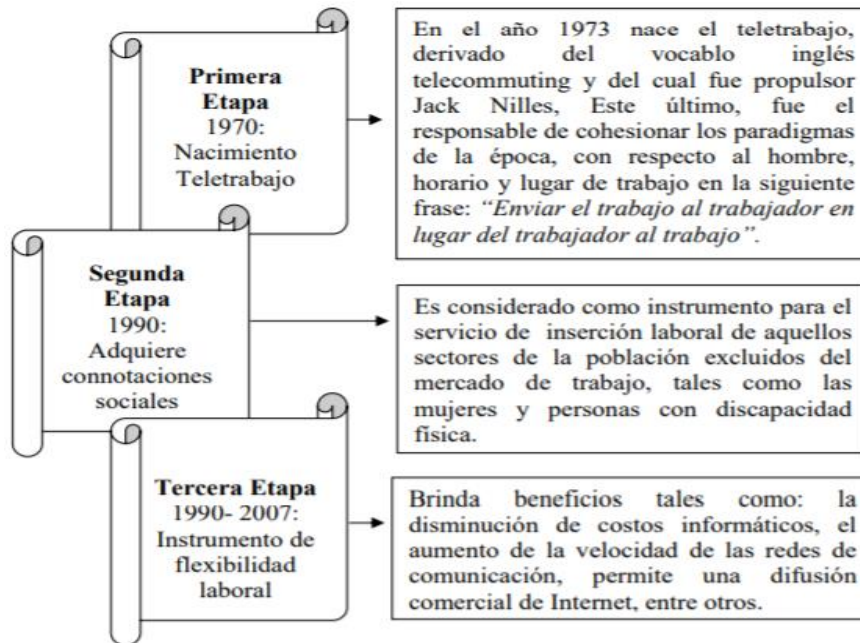 Primera
Etapa
1970:
Nacimiento
Teletrabajo
En el año 1973 nace el teletrabajo,
derivado del vocablo inglés
telecommuting y del cual fue propulsor
Jack Nilles, Este último, fue el
responsable de cohesionar los paradigmas
de la época, con respecto al hombre,
horario y lugar de trabajo en la siguiente
frase: “Enviar el trabajo al trabajador en
lugar del trabajador al trabajo”.
Segunda
Etapa
1990:
Adquiere
connotaciones
sociales
Es considerado como instrumento para el
servicio de inserción laboral de aquellos
sectores de la población excluidos del
mercado de trabajo, tales como las
mujeres y personas con discapacidad
física.
Tercera Etapa
1990- 2007:
Instrumento de
flexibilidad
laboral
Brinda beneficios tales como: la
disminución de costos informáticos, el
aumento de la velocidad de las redes de
comunicación, permite una difusión
comercial de Internet, entre otros.